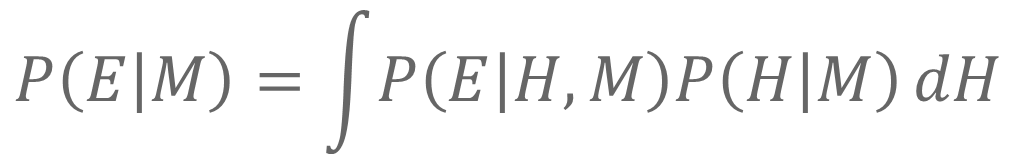 P(E|M) = ∫ P(E|H, M)P(H|M) dH